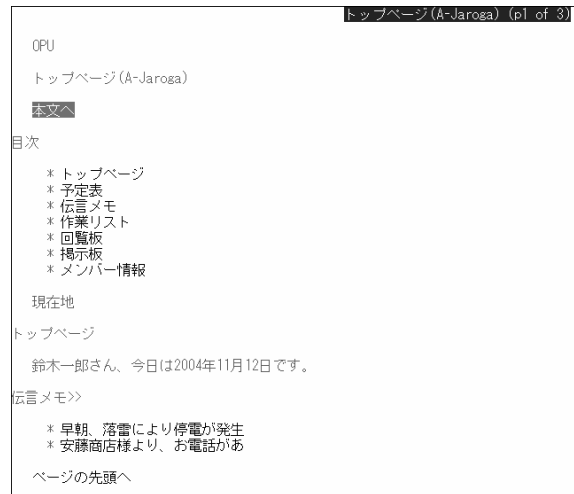 トップページ(A-Jaroga) (p1 of 3)
OPU
トップページ(A-Jaroga)
本文へ
目次
* トップページ
* 予定表
* 伝言メモ
* 作業リスト
* 回覧板
* 掲示板
* メンバー情報
現在地
トップページ
鈴木一郎さん、今日は2004年11月12日です。
伝言メモ>>
* 早朝、落雷により停電が発生
* 安藤商店様より、お電話があ
ページの先頭へ